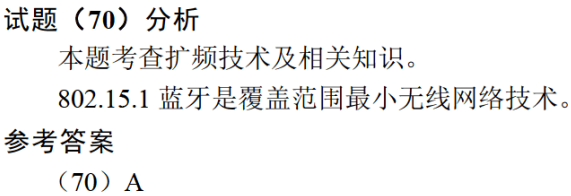 试题（70）分析
本题考查扩频技术及相关知识。
802.15.1 蓝牙是覆盖范围最小无线网络技术。
参考答案
（70）A